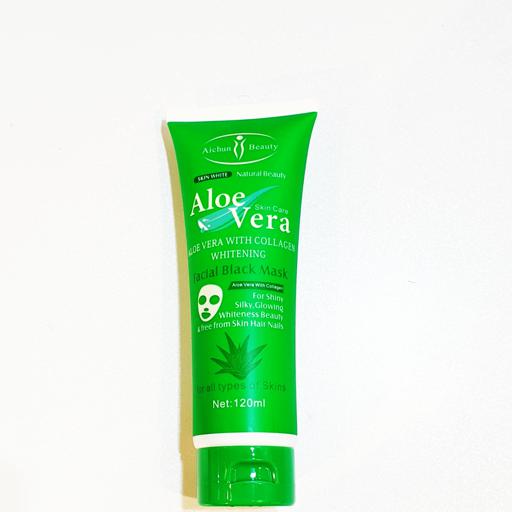 Aichun Beauty
SKIN WHITE Natural Beauty
Aloe
Skin Care
Vera
ALOE VERA WITH COLLAGEN
WHITENING
Facial Black Mask
Aloe Vera With Collagen
For Shiny
Silky, Glowing
Whiteness Beauty
& free from Skin Hair Nails
for all types of Skins
Net: 120ml